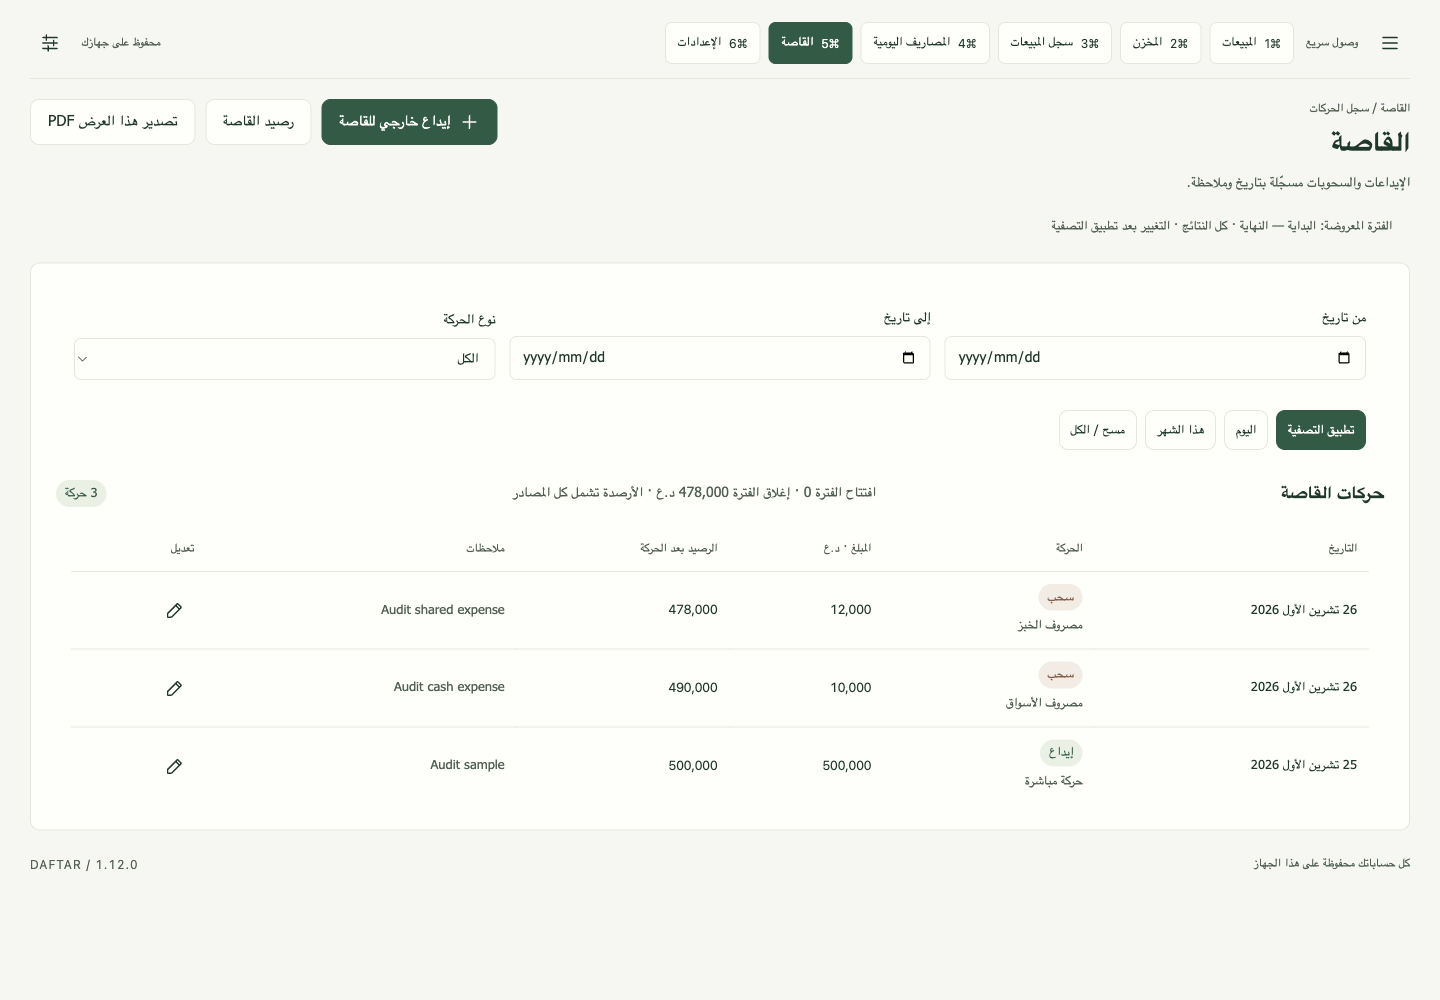 وصول سريع
⌘1 المبيعات
⌘2 المخزن
⌘3 سجل المبيعات
⌘4 المصاريف اليومية
⌘5 القاصة
⌘6 الإعدادات
محفوظ على جهازك
القاصة / سجل الحركات
القاصة
الإيداعات والسحوبات مسجّلة بتاريخ وملاحظة.
إيداع خارجي للقاصة
رصيد القاصة
تصدير هذا العرض PDF
الفترة المعروضة: البداية — النهاية · كل النتائج · التغيير بعد تطبيق التصفية
من تاريخ
إلى تاريخ
نوع الحركة
yyyy/mm/dd
yyyy/mm/dd
الكل
تطبيق التصفية
اليوم
هذا الشهر
مسح / الكل
حركات القاصة
افتتاح الفترة 0 · إغلاق الفترة 478,000 د.ع · الأرصدة تشمل كل المصادر
3 حركة
التاريخ
الحركة
المبلغ · د.ع
الرصيد بعد الحركة
ملاحظات
تعديل
26 تشرين الأول 2026
سحب
مصروف الخبز
12,000
478,000
Audit shared expense
26 تشرين الأول 2026
سحب
مصروف الأسواق
10,000
490,000
Audit cash expense
25 تشرين الأول 2026
إيداع
حركة مباشرة
500,000
500,000
Audit sample
كل حساباتك محفوظة على هذا الجهاز
DAFTAR / 1.12.0